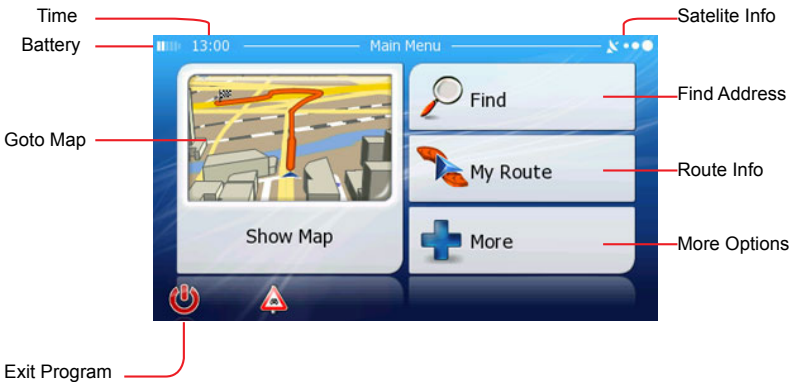 Time
Satelite Info
Battery
13:00
Main Menu
Find
Find Address
Goto Map
My Route
Route Info
Show Map
More
More Options
Exit Program